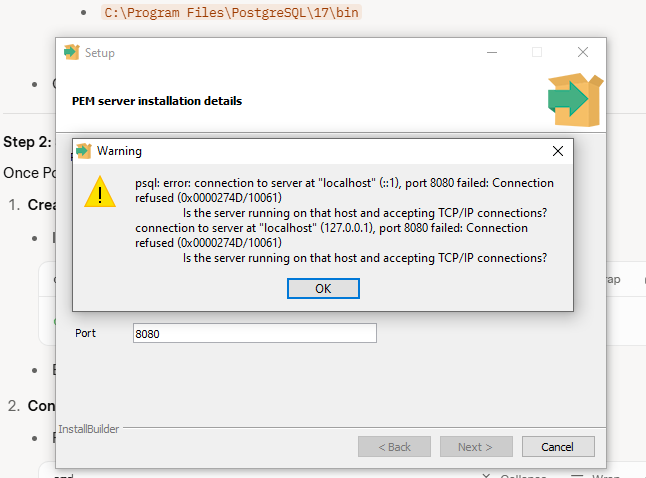 C:\Program Files\PostgreSQL\17\bin
Setup
PEM server installation details
Step 2:
Once Po
Warning
psql: error: connection to server at "localhost" (::1), port 8080 failed: Connection
refused (0x0000274D/10061)
Is the server running on that host and accepting TCP/IP connections?
connection to server at "localhost" (127.0.0.1), port 8080 failed: Connection
refused (0x0000274D/10061)
Is the server running on that host and accepting TCP/IP connections?
OK
1. Crea
rap
Port
8080
2. Con
InstallBuilder
< Back
Next >
Cancel
Collapse
Wrap